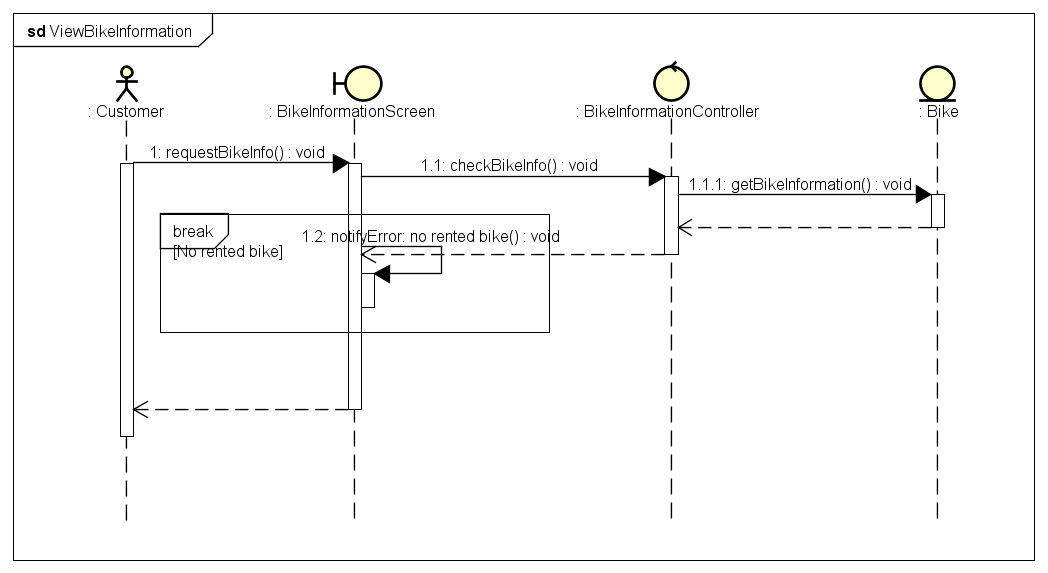 sd ViewBikeInformation
: Customer
: BikeInformationScreen
: BikeInformationController
: Bike
1: requestBikeInfo() : void
1.1: checkBikeInfo() : void
1.1.1: getBikeInformation() : void
break
1.2: notifyError: no rented bike() : void
[No rented bike]